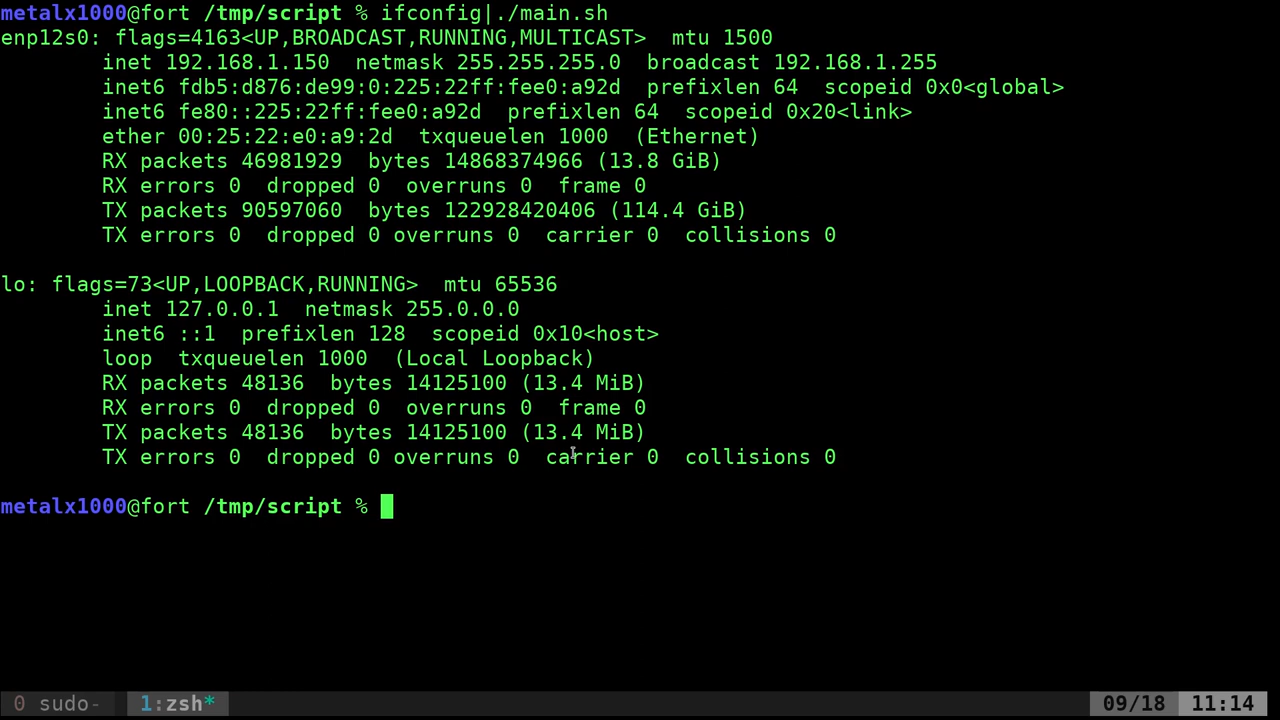 metalx1000@fort /tmp/script % ifconfig|./main.sh
enp12s0: flags=4163<UP,BROADCAST,RUNNING,MULTICAST>  mtu 1500
        inet 192.168.1.150  netmask 255.255.255.0  broadcast 192.168.1.255
        inet6 fdb5:d876:de99:0:225:22ff:fee0:a92d  prefixlen 64  scopeid 0x0<global>
        inet6 fe80::225:22ff:fee0:a92d  prefixlen 64  scopeid 0x20<link>
        ether 00:25:22:e0:a9:2d  txqueuelen 1000  (Ethernet)
        RX packets 46981929  bytes 14868374966 (13.8 GiB)
        RX errors 0  dropped 0  overruns 0  frame 0
        TX packets 90597060  bytes 122928420406 (114.4 GiB)
        TX errors 0  dropped 0 overruns 0  carrier 0  collisions 0
lo: flags=73<UP,LOOPBACK,RUNNING>  mtu 65536
        inet 127.0.0.1  netmask 255.0.0.0
        inet6 ::1  prefixlen 128  scopeid 0x10<host>
        loop  txqueuelen 1000  (Local Loopback)
        RX packets 48136  bytes 14125100 (13.4 MiB)
        RX errors 0  dropped 0  overruns 0  frame 0
        TX packets 48136  bytes 14125100 (13.4 MiB)
        TX errors 0  dropped 0 overruns 0  carrier 0  collisions 0
metalx1000@fort /tmp/script %
0 sudo- 1:zsh* 09/18 11:14